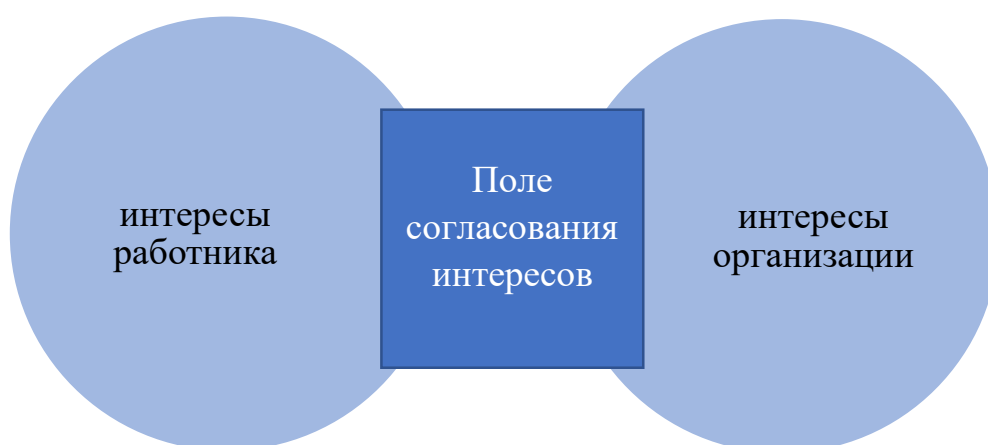 интересы
работника
Поле
согласования
интересов
интересы
организации